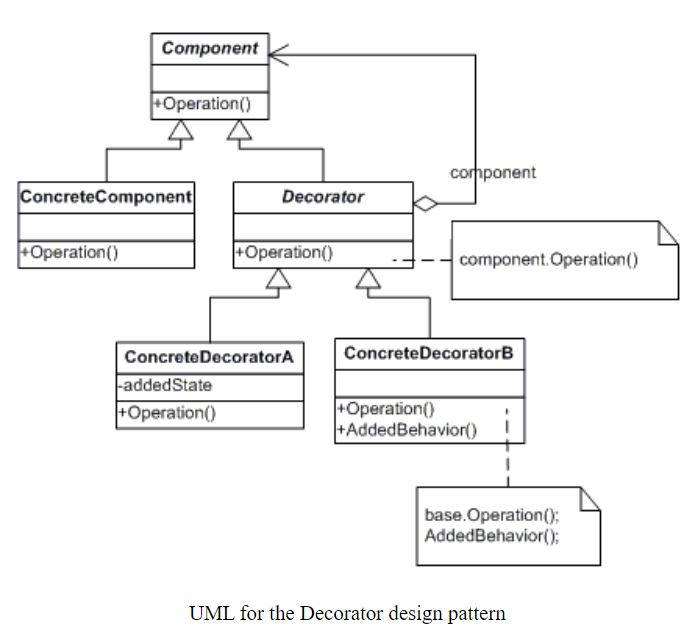 Component
+Operation()
component
ConcreteComponent
+Operation()
Decorator
+Operation()
component.Operation()
ConcreteDecoratorA
-addedState
+Operation()
ConcreteDecoratorB
+Operation()
+AddedBehavior()
base.Operation();
AddedBehavior();
UML for the Decorator design pattern